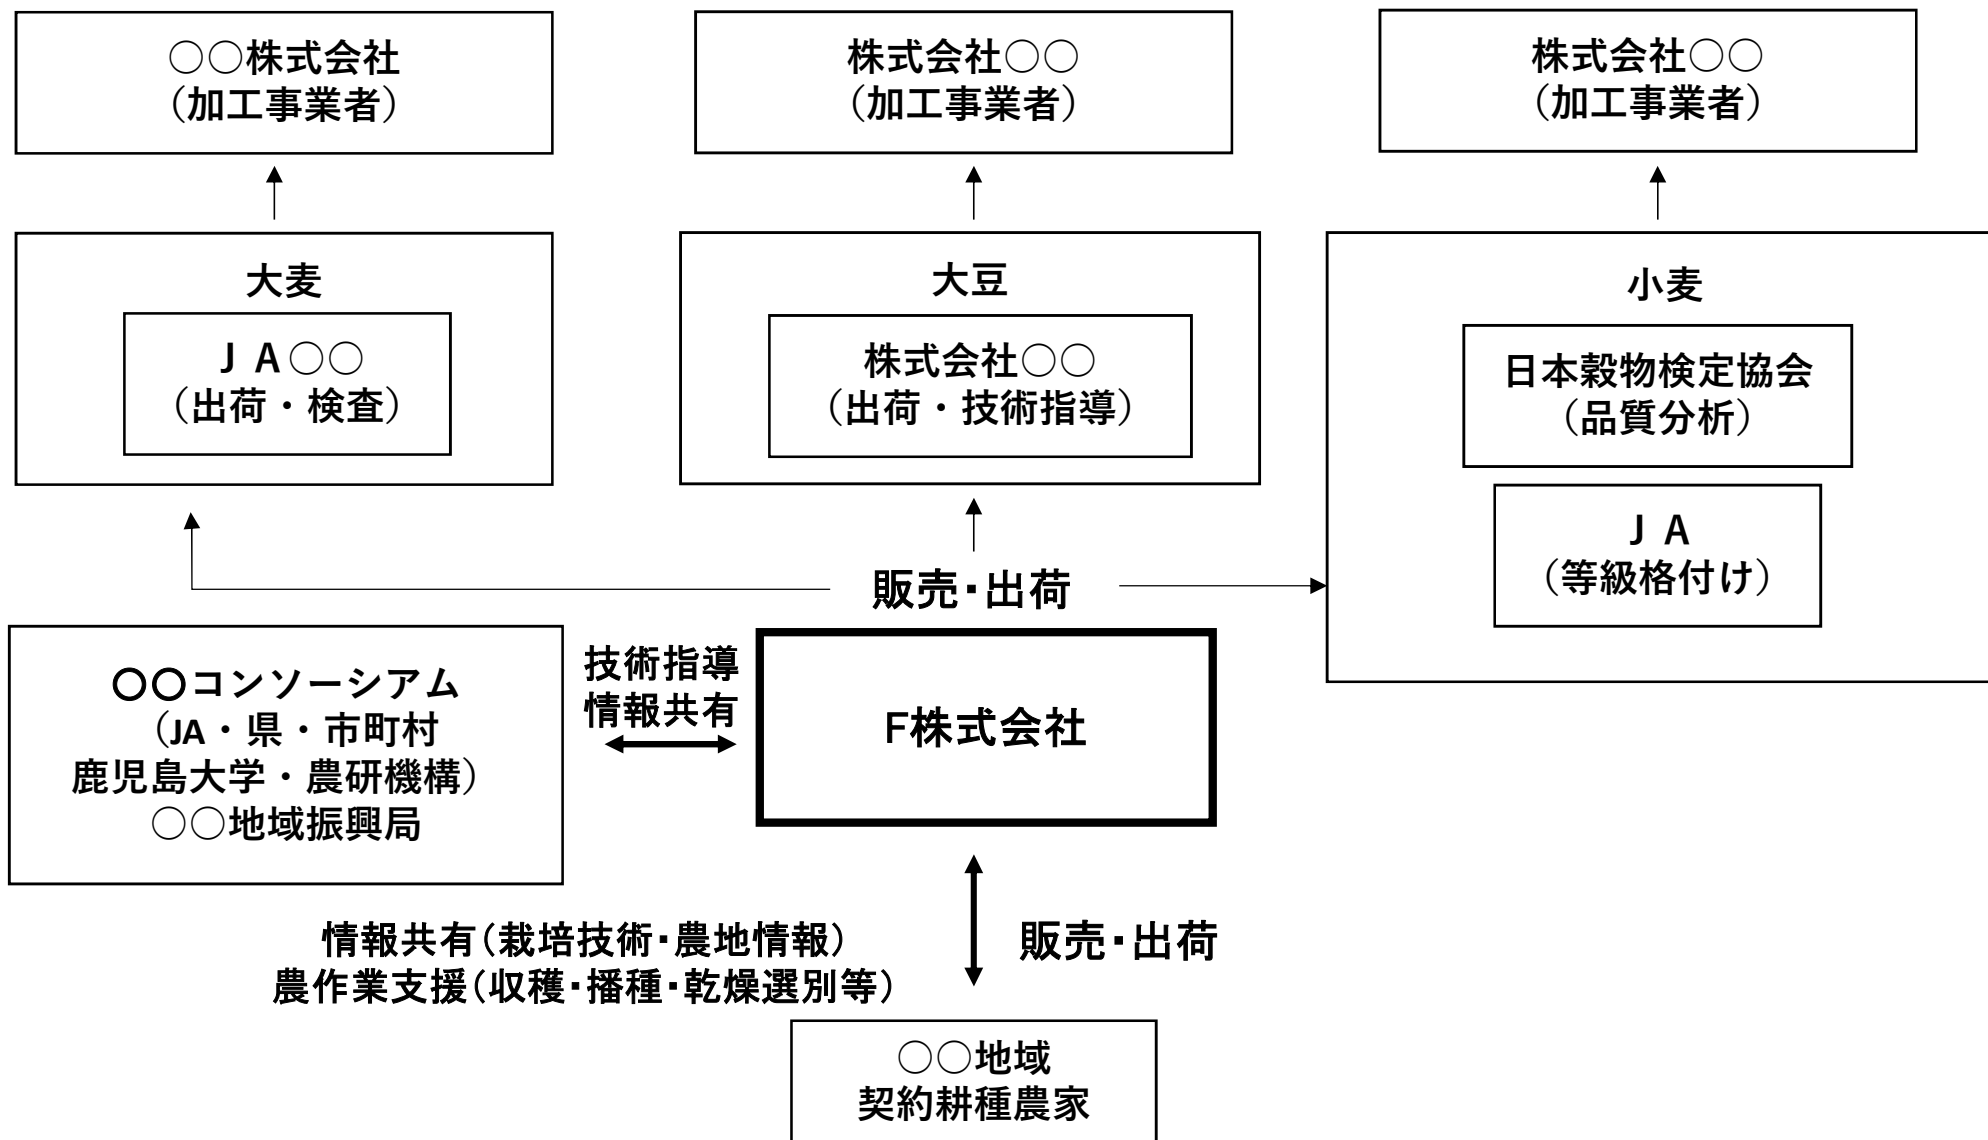 ○○株式会社
（加工事業者）
株式会社○○
（加工事業者）
株式会社○○
（加工事業者）
大麦
ＪＡ○○
（出荷・検査）
大豆
株式会社○○
（出荷・技術指導）
小麦
日本穀物検定協会
（品質分析）
ＪＡ
（等級格付け）
販売・出荷
○○コンソーシアム
（JA・県・市町村
鹿児島大学・農研機構）
○○地域振興局
技術指導
情報共有
F株式会社
情報共有（栽培技術・農地情報）
農作業支援（収穫・播種・乾燥選別等）
販売・出荷
○○地域
契約耕種農家